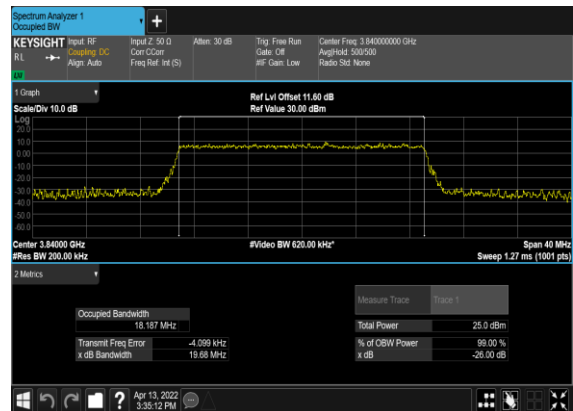 Spectrum Analyzer 1
Occupied BW
KEYSIGHT Input: RF Input Z: 50 Ω Atten: 30 dB Trig: Free Run Center Freq: 3.840000000 GHz
RL Coupling: DC Corr CCorr Gate: Off Avg|Hold: 500/500
Align: Auto Freq Ref: Int (S) #IF Gain: Low Radio Std: None
1 Graph
Ref Lvl Offset 11.60 dB
Scale/Div 10.0 dB Ref Value 30.00 dBm
Log
20.0
10.0
0.00
-10.0
-20.0
-30.0
-40.0
-50.0
-60.0
Center 3.84000 GHz #Video BW 620.00 kHz* Span 40 MHz
#Res BW 200.00 kHz Sweep 1.27 ms (1001 pts)
2 Metrics
Measure Trace Trace 1
Occupied Bandwidth
18.187 MHz Total Power 25.0 dBm
Transmit Freq Error -4.099 kHz % of OBW Power 99.00 %
x dB Bandwidth 19.68 MHz x dB -26.00 dB
Apr 13, 2022
3:35:12 PM